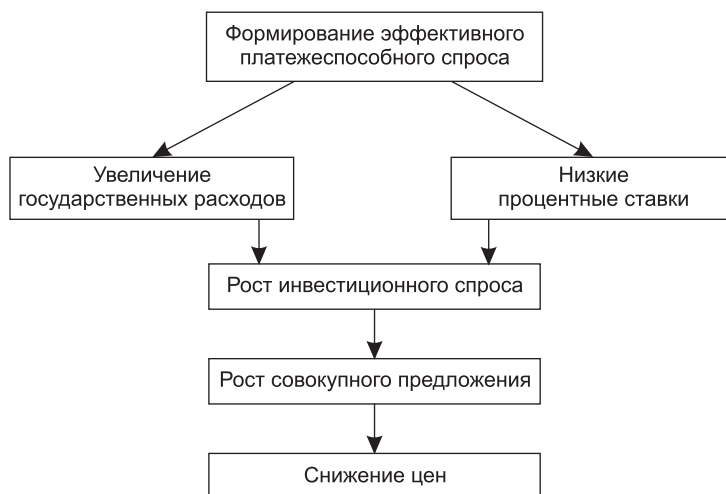 Формирование эффективного
платежеспособного спроса
Увеличение
государственных расходов
Низкие
процентные ставки
Рост инвестиционного спроса
Рост совокупного предложения
Снижение цен